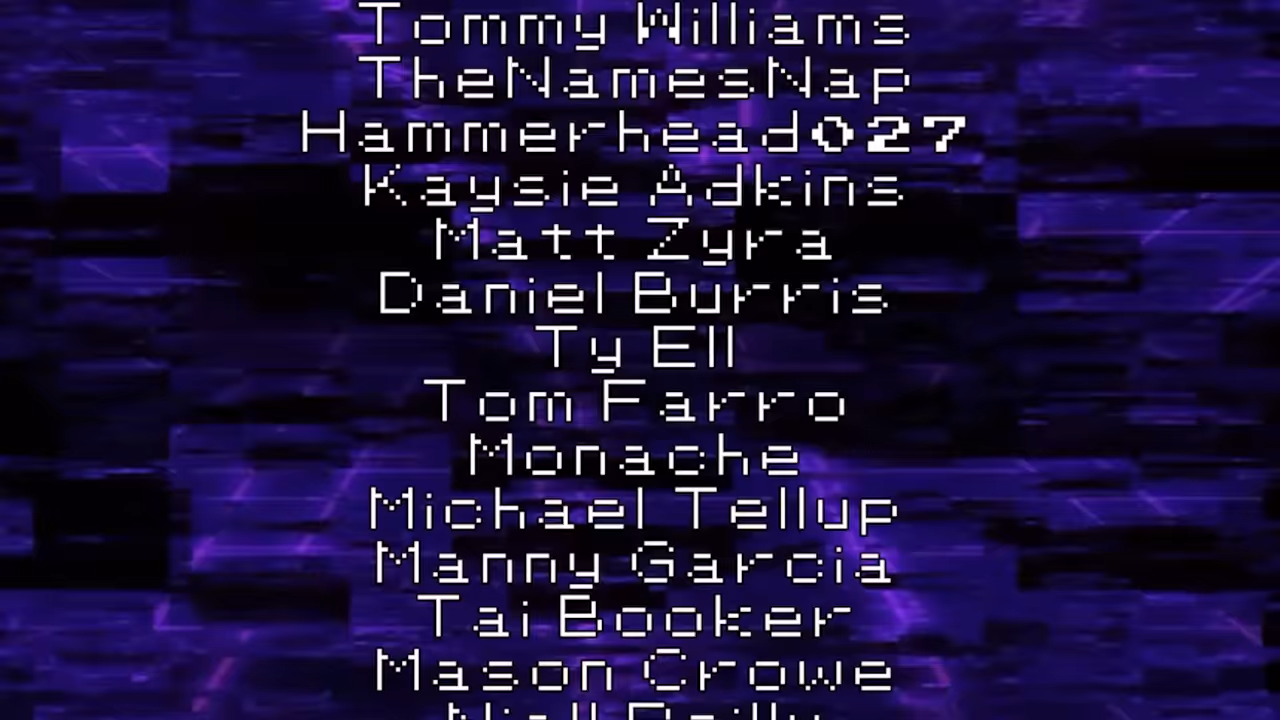 Tommy Williams
TheNamesNap
Hammerhead027
Kaysie Adkins
Matt Zyra
Daniel Burris
Ty Ell
Tom Farro
Monache
Michael Tellup
Manny Garcia
Tai Booker
Mason Crowe